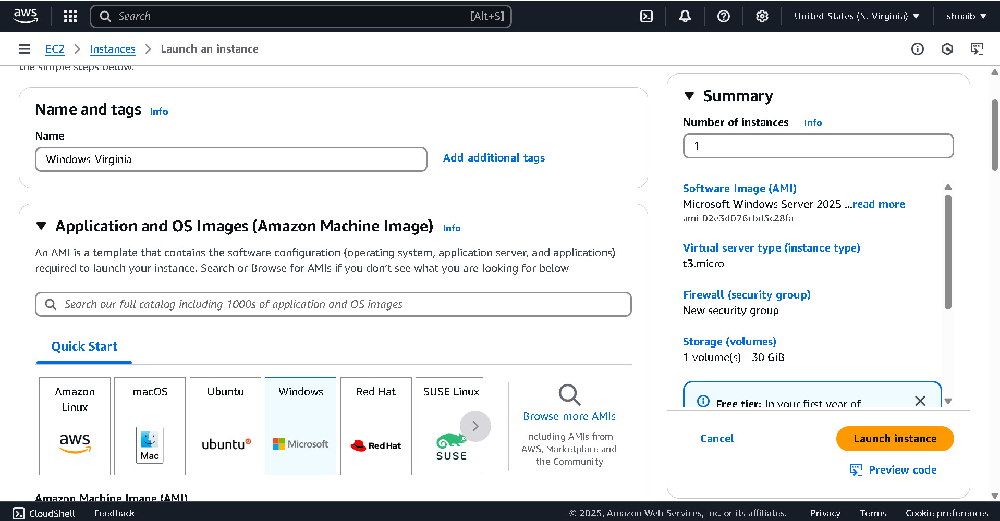 aws
Search [Alt+S]
United States (N. Virginia)
shoaib
EC2 Instances Launch an instance
the simple steps below.
Name and tags Info
Name
Windows-Virginia
Add additional tags
Application and OS Images (Amazon Machine Image) Info
An AMI is a template that contains the software configuration (operating system, application server, and applications)
required to launch your instance. Search or Browse for AMIs if you don’t see what you are looking for below
Search our full catalog including 1000s of application and OS images
Quick Start
Amazon
Linux
aws
macOS
Mac
Ubuntu
ubuntu
Windows
Microsoft
Red Hat
Red Hat
SUSE Linux
SUSE
Browse more AMIs
Including AMIs from
AWS, Marketplace and
the Community
Amazon Machine Image (AMI)
Summary
Number of instances Info
1
Software Image (AMI)
Microsoft Windows Server 2025 ...read more
ami-02e3d076cbd5c28fa
Virtual server type (instance type)
t3.micro
Firewall (security group)
New security group
Storage (volumes)
1 volume(s) - 30 GiB
Free tier: In your first year of
Cancel
Launch instance
Preview code
CloudShell Feedback
© 2025, Amazon Web Services, Inc. or its affiliates. Privacy Terms Cookie preferences